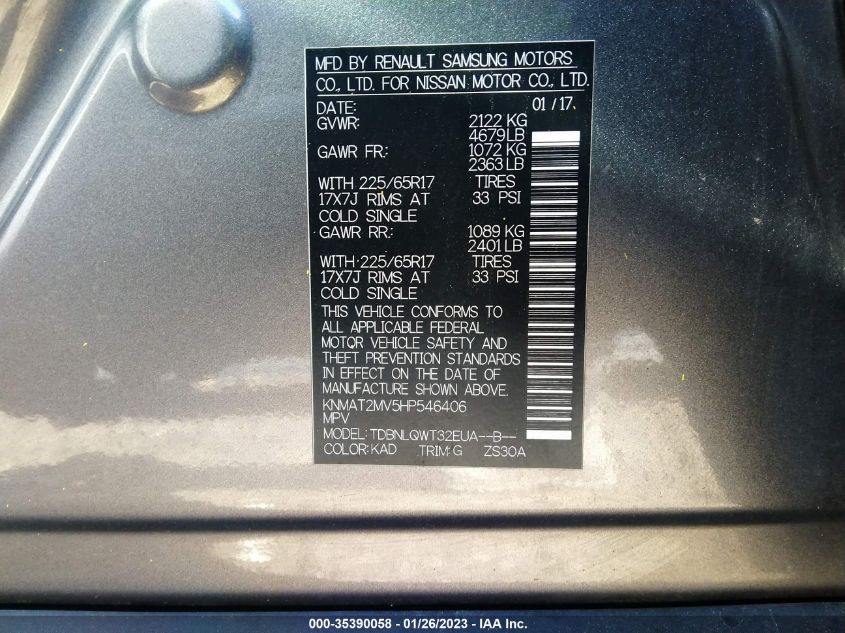 MFD BY RENAULT SAMSUNG MOTORS
CO., LTD. FOR NISSAN MOTOR CO., LTD.
DATE: 01 / 17
GVWR: 2122 KG
4679 LB
GAWR FR.: 1072 KG
2363 LB
WITH 225/65R17 TIRES
17X7J RIMS AT 33 PSI
COLD SINGLE
GAWR RR.: 1089 KG
2401 LB
WITH 225/65R17 TIRES
17X7J RIMS AT 33 PSI
COLD SINGLE
THIS VEHICLE CONFORMS TO
ALL APPLICABLE FEDERAL
MOTOR VEHICLE SAFETY AND
THEFT PREVENTION STANDARDS
IN EFFECT ON THE DATE OF
MANUFACTURE SHOWN ABOVE.
KNMAT2MV5HP546406
MPV
MODEL: TDBNLQWT32EUA--B--
COLOR: KAD TRIM: G ZS30A
000-35390058 - 01/26/2023 - IAA Inc.